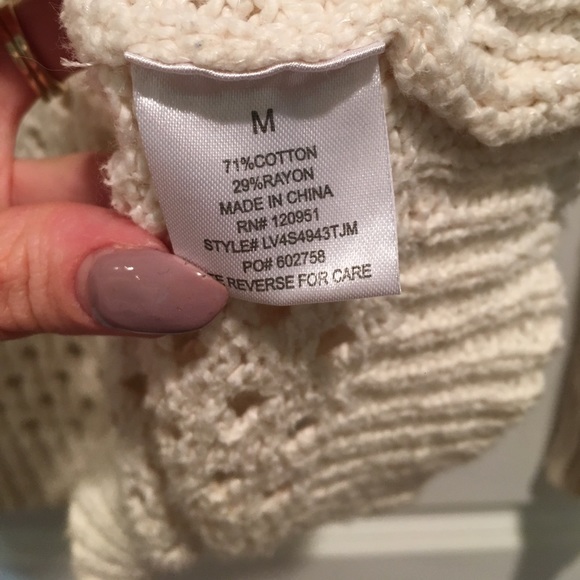 M
71%COTTON
29%RAYON
MADE IN CHINA
RN# 120951
STYLE# LV4S4943TJM
PO# 602758
REVERSE FOR CARE